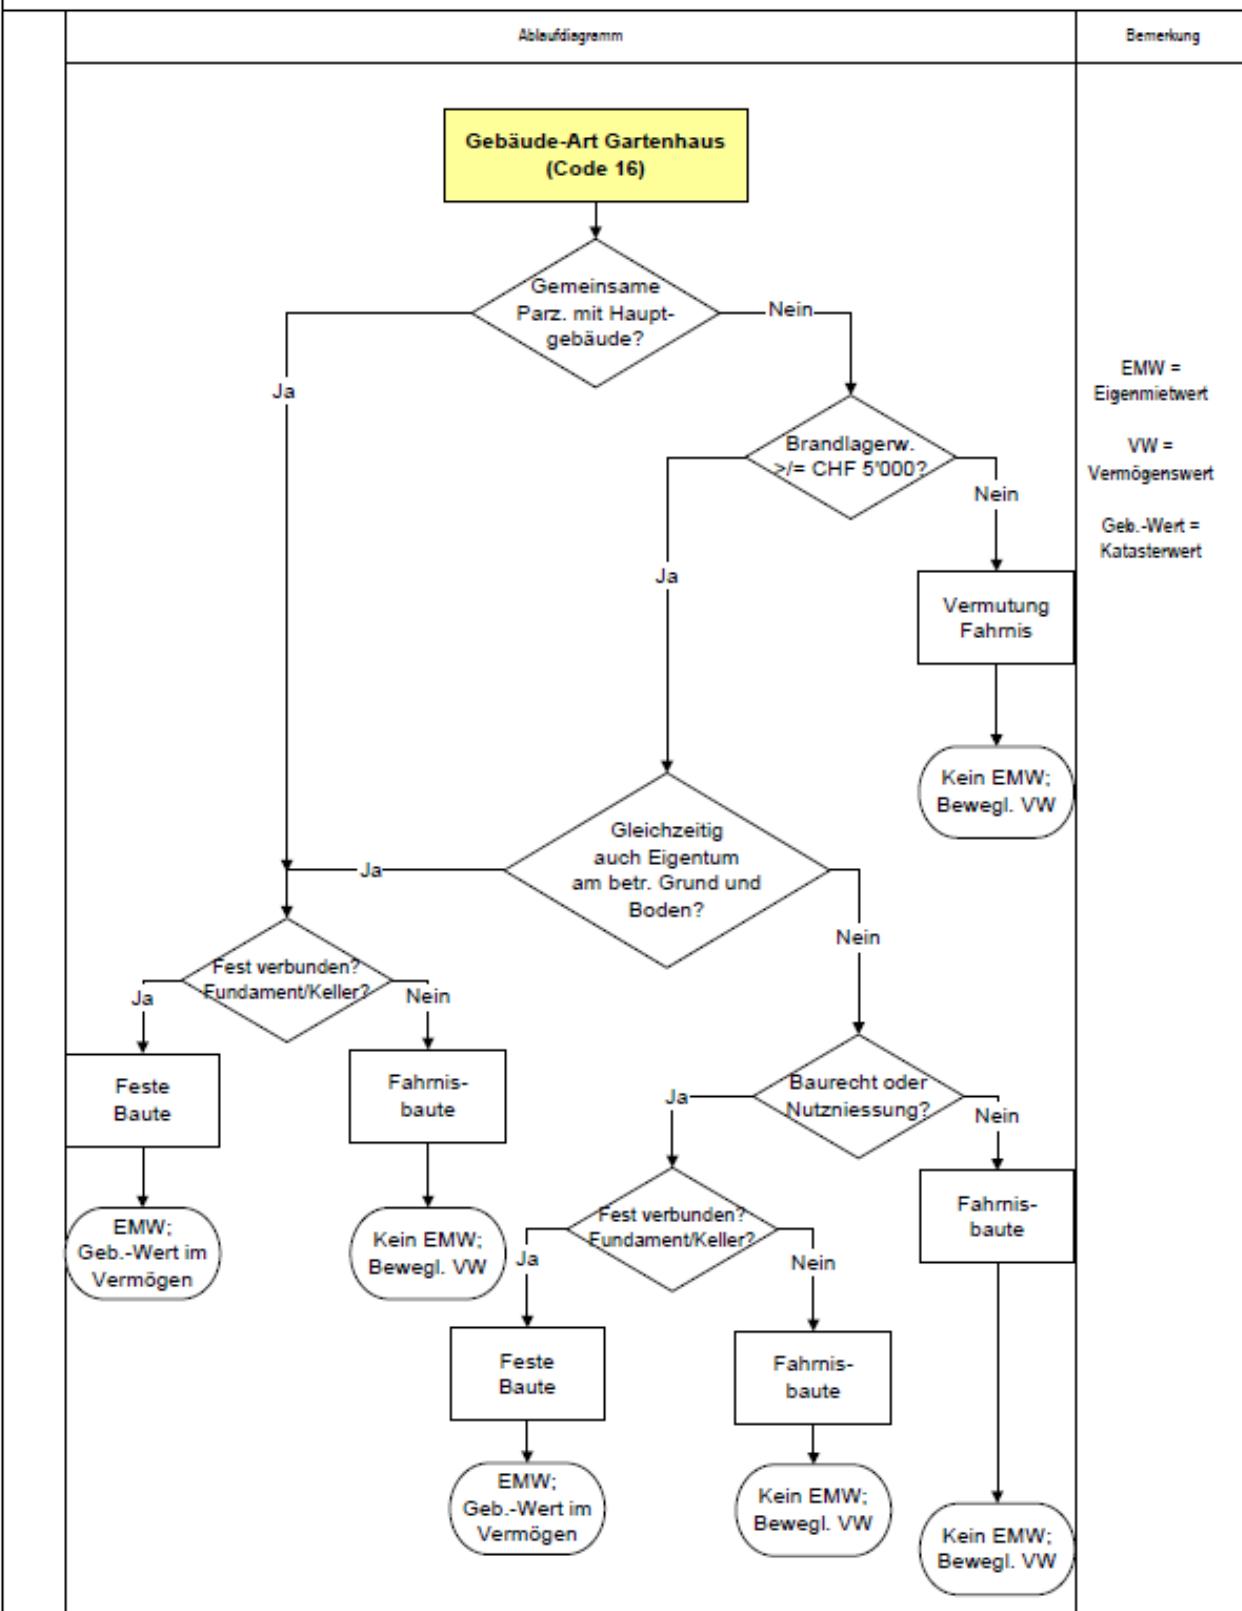 Ablaufdiagramm
Bemerkung
Gebäude-Art Gartenhaus
(Code 16)
Gemeinsame
Parz. mit Haupt-
gebäude?
Nein
Ja
EMW =
Eigenmietwert
VW =
Vermögenswert
Geb.-Wert =
Katasterwert
Brandlagerw.
>/= CHF 5'000?
Nein
Ja
Vermutung
Fahrnis
Kein EMW;
Bewegl. VW
Gleichzeitig
auch Eigentum
am betr. Grund und
Boden?
Ja
Nein
Fest verbunden?
Fundament/Keller?
Ja
Nein
Feste
Baute
Fahrnis-
baute
EMW;
Geb.-Wert im
Vermögen
Kein EMW;
Bewegl. VW
Baurecht oder
Nutzniessung?
Ja
Nein
Fest verbunden?
Fundament/Keller?
Ja
Nein
Fahrnis-
baute
Feste
Baute
Fahrnis-
baute
EMW;
Geb.-Wert im
Vermögen
Kein EMW;
Bewegl. VW
Kein EMW;
Bewegl. VW